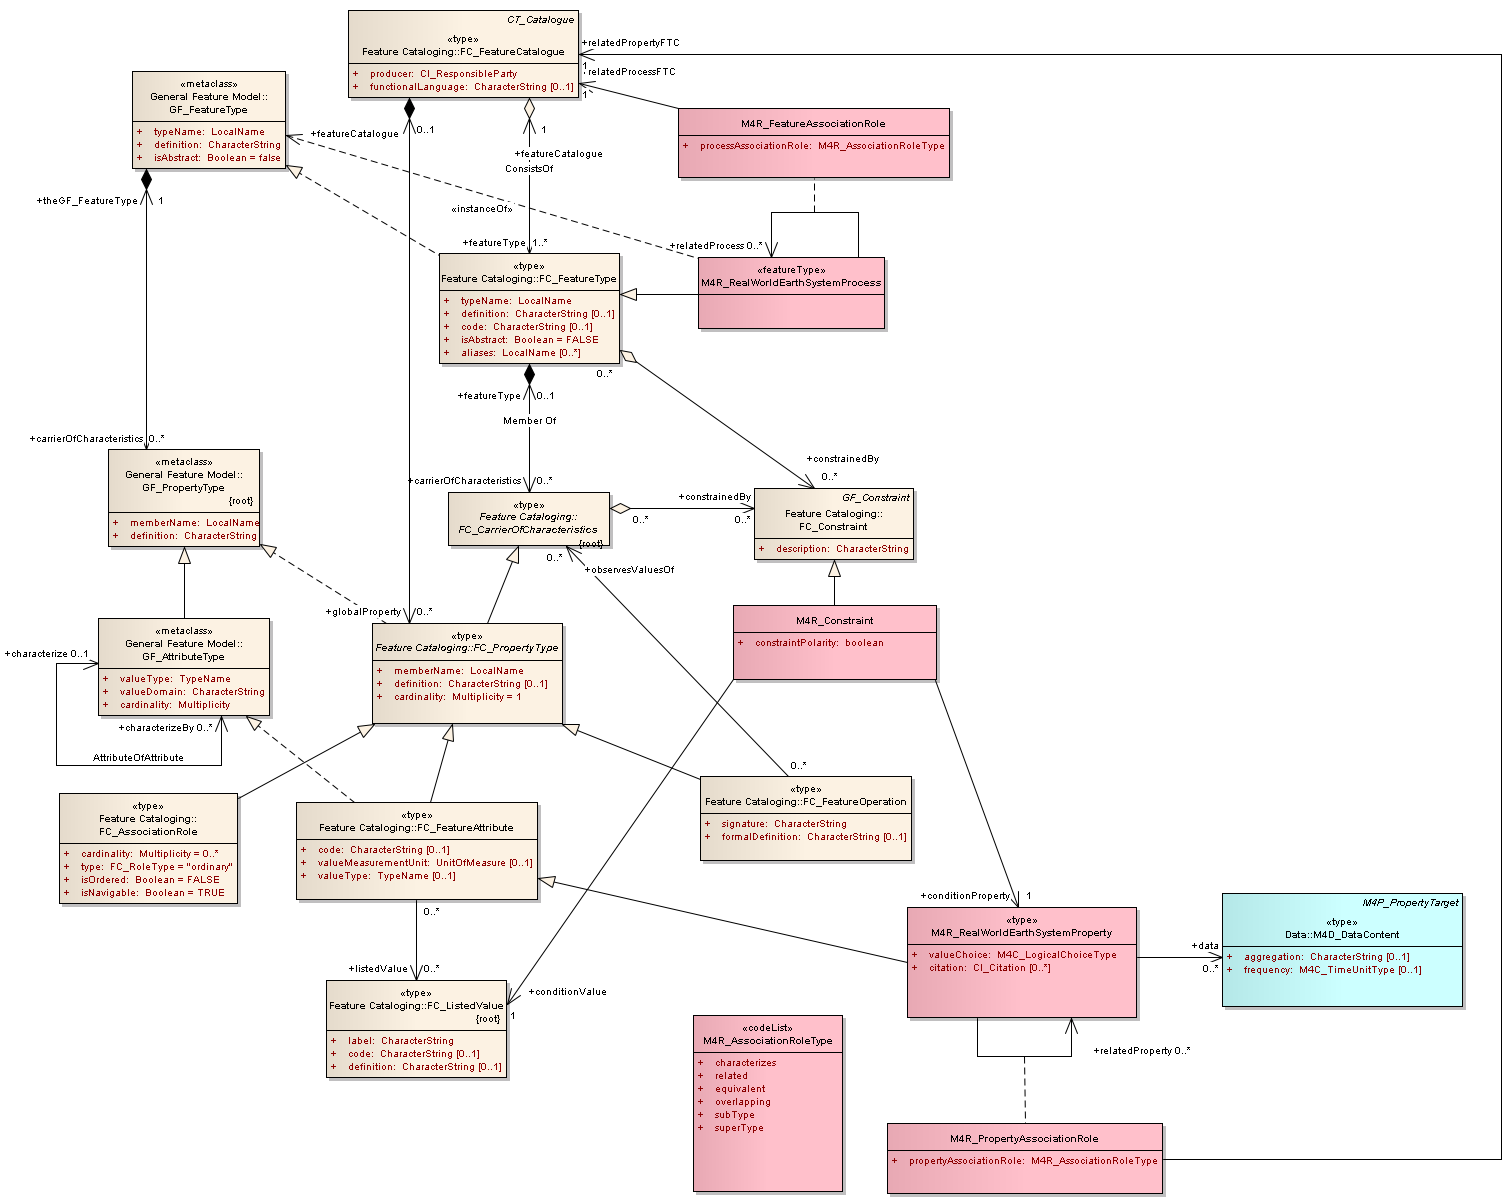 CT_Catalogue
«type»
Feature Cataloging::FC_FeatureCatalogue
+ producer: CI_ResponsibleParty
+ functionalLanguage: CharacterString [0..1]
+relatedPropertyFTC
1
relatedProcessFTC
1
«metaclass»
General Feature Model::
GF_FeatureType
+ typeName: LocalName
+ definition: CharacterString
+ isAbstract: Boolean = false
+featureCatalogue
0..1
1
+featureCatalogue
ConsistsOf
M4R_FeatureAssociationRole
+ processAssociationRole: M4R_AssociationRoleType
+theGF_FeatureType
1
«instanceOf»
+featureType
1..*
+relatedProcess 0..*
«type»
Feature Cataloging::FC_FeatureType
+ typeName: LocalName
+ definition: CharacterString [0..1]
+ code: CharacterString [0..1]
+ isAbstract: Boolean = FALSE
+ aliases: LocalName [0..*]
«featureType»
M4R_RealWorldEarthSystemProcess
0..*
+featureType
0..1
Member Of
+carrierOfCharacteristics 0..*
+constrainedBy
0..*
«metaclass»
General Feature Model::
GF_PropertyType
{root}
+ memberName: LocalName
+ definition: CharacterString
+carrierOfCharacteristics
0..*
«type»
Feature Cataloging::
FC_CarrierOfCharacteristics
{root}
+constrainedBy
0..*
0..*
GF_Constraint
Feature Cataloging::
FC_Constraint
+ description: CharacterString
0..*
+observesValuesOf
+globalProperty
0..*
M4R_Constraint
+ constraintPolarity: boolean
«metaclass»
General Feature Model::
GF_AttributeType
+ valueType: TypeName
+ valueDomain: CharacterString
+ cardinality: Multiplicity
+characterize 0..1
+characterizeBy 0..*
AttributeOfAttribute
«type»
Feature Cataloging::FC_PropertyType
+ memberName: LocalName
+ definition: CharacterString [0..1]
+ cardinality: Multiplicity = 1
0..*
«type»
Feature Cataloging::FC_FeatureOperation
+ signature: CharacterString
+ formalDefinition: CharacterString [0..1]
«type»
Feature Cataloging::
FC_AssociationRole
+ cardinality: Multiplicity = 0..*
+ type: FC_RoleType = "ordinary"
+ isOrdered: Boolean = FALSE
+ isNavigable: Boolean = TRUE
«type»
Feature Cataloging::FC_FeatureAttribute
+ code: CharacterString [0..1]
+ valueMeasurementUnit: UnitOfMeasure [0..1]
+ valueType: TypeName [0..1]
0..*
+listedValue
0..*
+conditionProperty
1
«type»
M4R_RealWorldEarthSystemProperty
+ valueChoice: M4C_LogicalChoiceType
+ citation: CI_Citation [0..*]
+data
0..*
M4P_PropertyTarget
«type»
Data::M4D_DataContent
+ aggregation: CharacterString [0..1]
+ frequency: M4C_TimeUnitType [0..1]
«type»
Feature Cataloging::FC_ListedValue
{root}
+ label: CharacterString
+ code: CharacterString [0..1]
+ definition: CharacterString [0..1]
+conditionValue
1
«codeList»
M4R_AssociationRoleType
+ characterizes
+ related
+ equivalent
+ overlapping
+ subType
+ superType
+relatedProperty 0..*
M4R_PropertyAssociationRole
+ propertyAssociationRole: M4R_AssociationRoleType